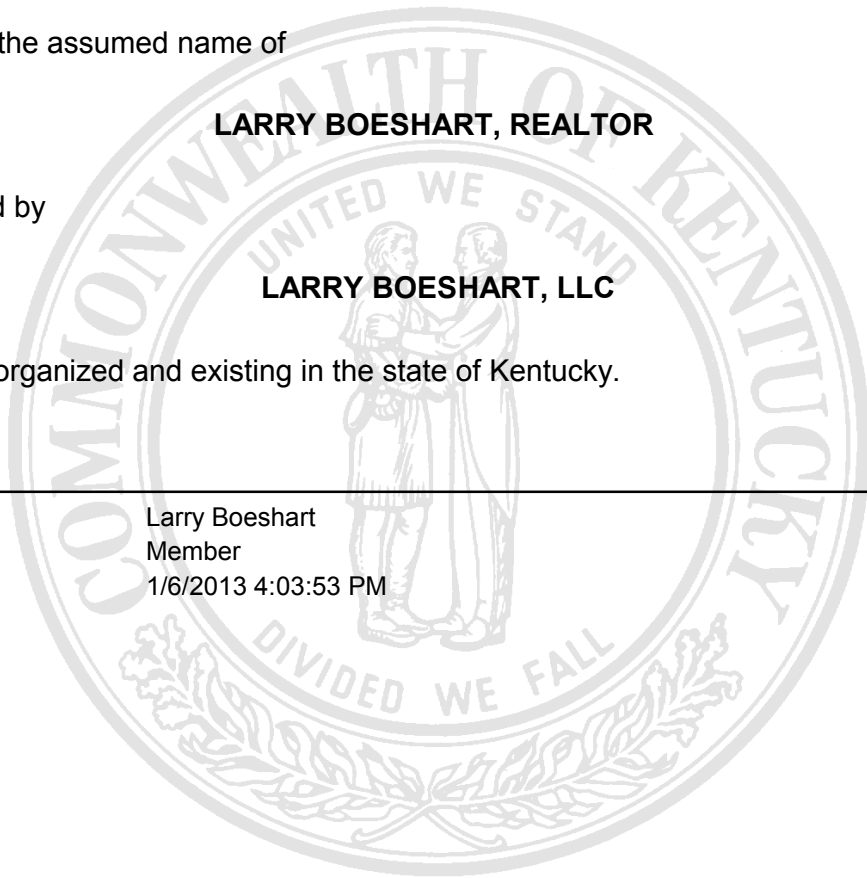 the assumed name of
LARRY BOESHART, REALTOR
d by
LARRY BOESHART, LLC
organized and existing in the state of Kentucky.
Larry Boeshart
Member
1/6/2013 4:03:53 PM
COMMONWEALTH OF KENTUCKY
UNITED WE STAND
DIVIDED WE FALL